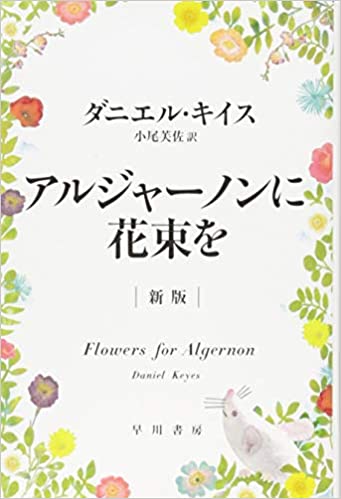 ダニエル・キイス
小尾芙佐 訳
アルジャーノンに
花束を
新版
Flowers for Algernon
Daniel Keyes
早川書房